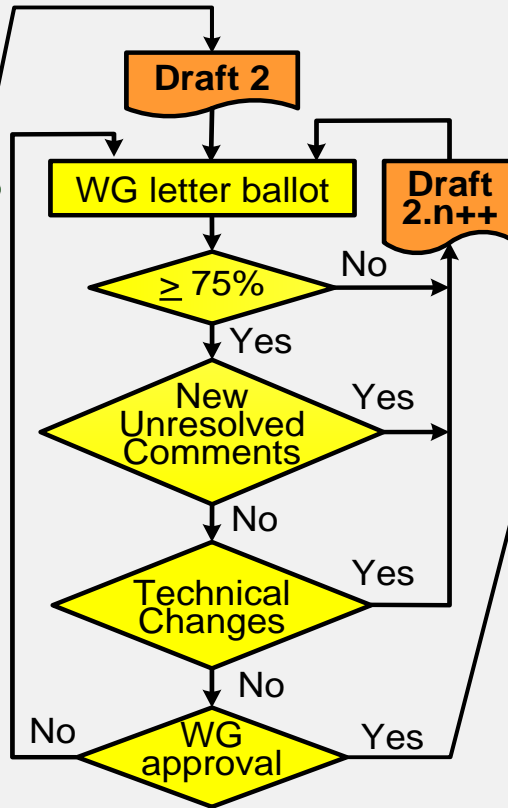 Draft 2
WG letter ballot
Draft
2.n++
≥ 75%
No
Yes
New
Unresolved
Comments
Yes
No
Technical
Changes
Yes
No
No
WG
approval
Yes